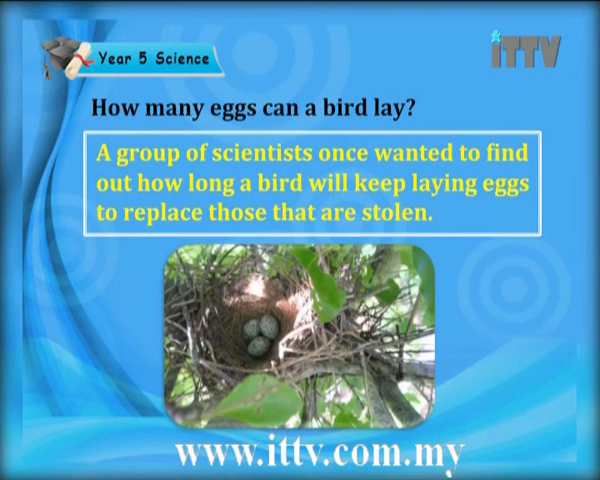 Year 5 Science
iTTV
How many eggs can a bird lay?
A group of scientists once wanted to find
out how long a bird will keep laying eggs
to replace those that are stolen.
www.ittv.com.my